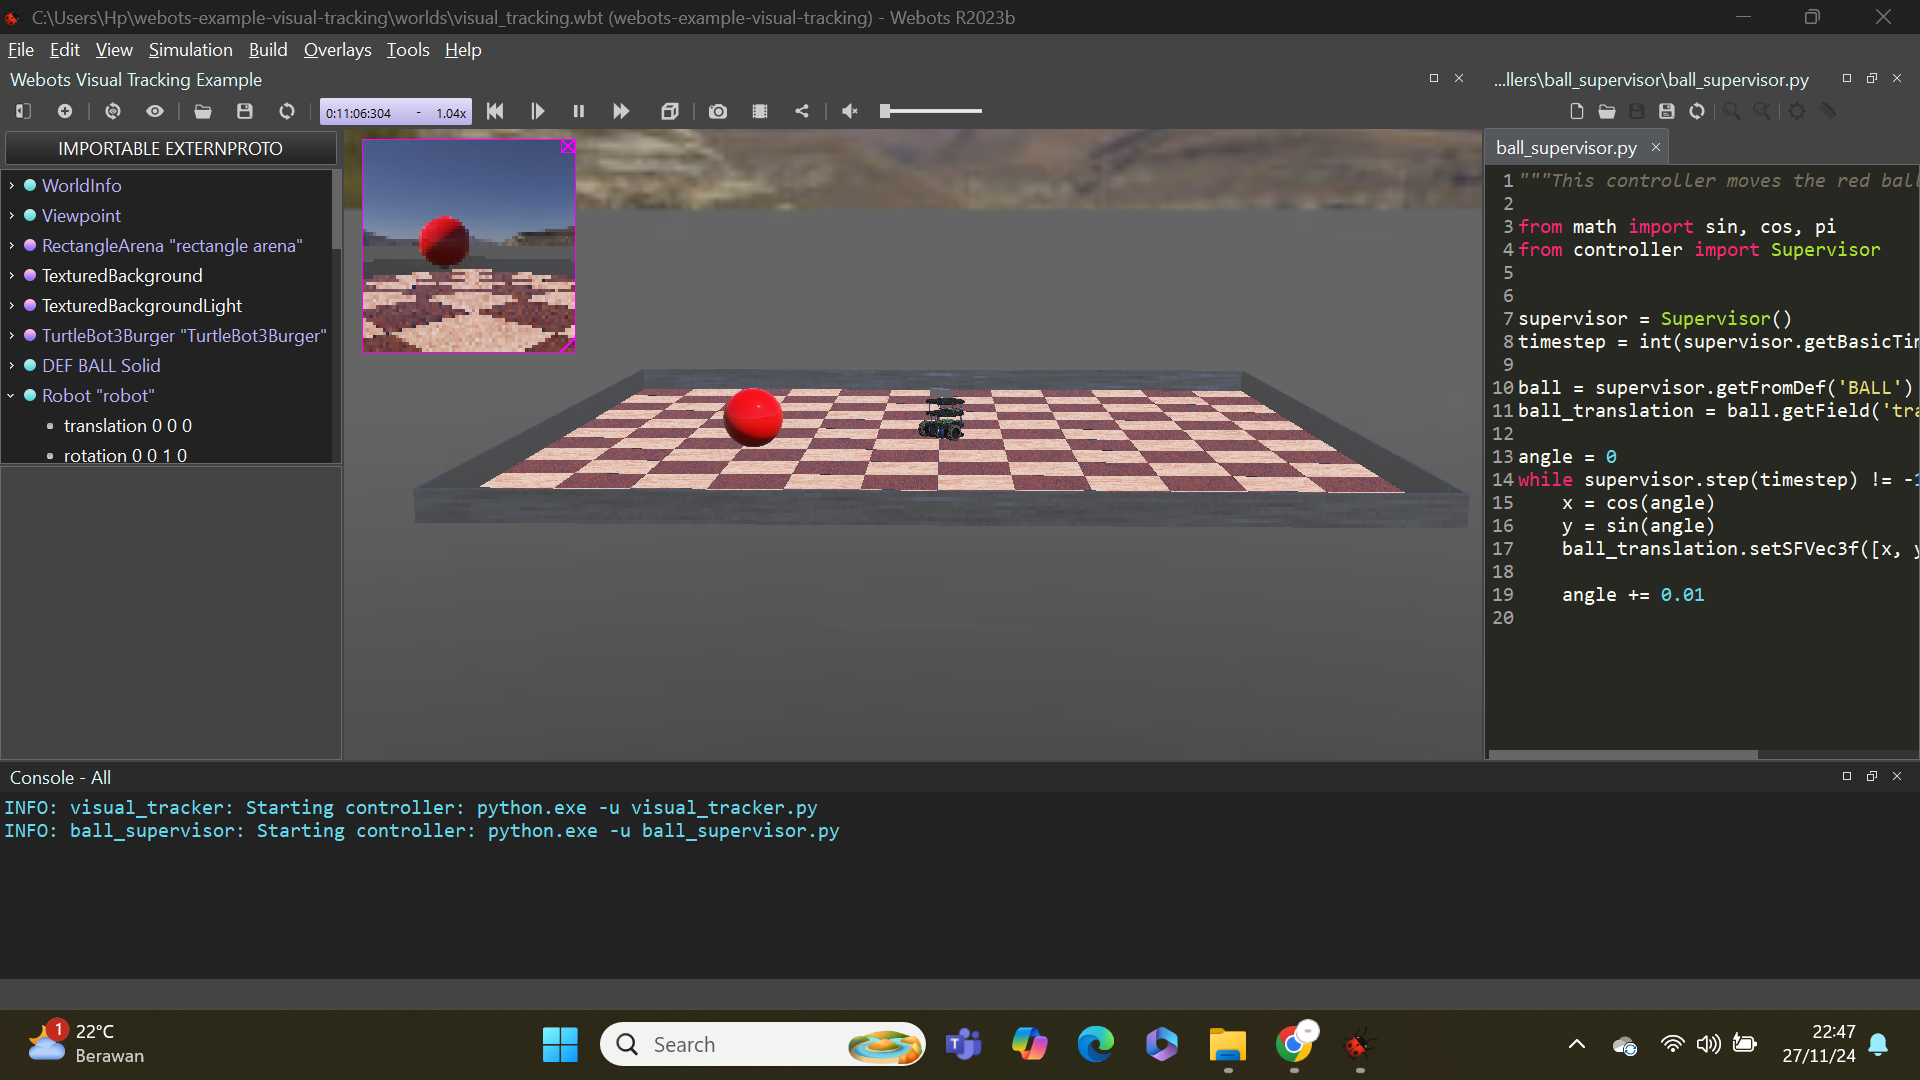 C:\Users\Hp\webots-example-visual-tracking\worlds\visual_tracking.wbt (webots-example-visual-tracking) - Webots R2023b
File Edit View Simulation Build Overlays Tools Help
Webots Visual Tracking Example
0:11:06:304 - 1.04x
IMPORTABLE EXTERNPROTO
WorldInfo
Viewpoint
RectangleArena "rectangle arena"
TexturedBackground
TexturedBackgroundLight
TurtleBot3Burger "TurtleBot3Burger"
DEF BALL Solid
Robot "robot"
translation 0 0 0
rotation 0 0 1 0
...llers\ball_supervisor\ball_supervisor.py
ball_supervisor.py
1 """This controller moves the red ball
2
3 from math import sin, cos, pi
4 from controller import Supervisor
5
6
7 supervisor = Supervisor()
8 timestep = int(supervisor.getBasicTim
9
10 ball = supervisor.getFromDef('BALL')
11 ball_translation = ball.getField('tra
12
13 angle = 0
14 while supervisor.step(timestep) != -1
15 x = cos(angle)
16 y = sin(angle)
17 ball_translation.setSFVec3f([x, y
18
19 angle += 0.01
20
Console - All
INFO: visual_tracker: Starting controller: python.exe -u visual_tracker.py
INFO: ball_supervisor: Starting controller: python.exe -u ball_supervisor.py
1
22°C
Berawan
Search
22:47
27/11/24